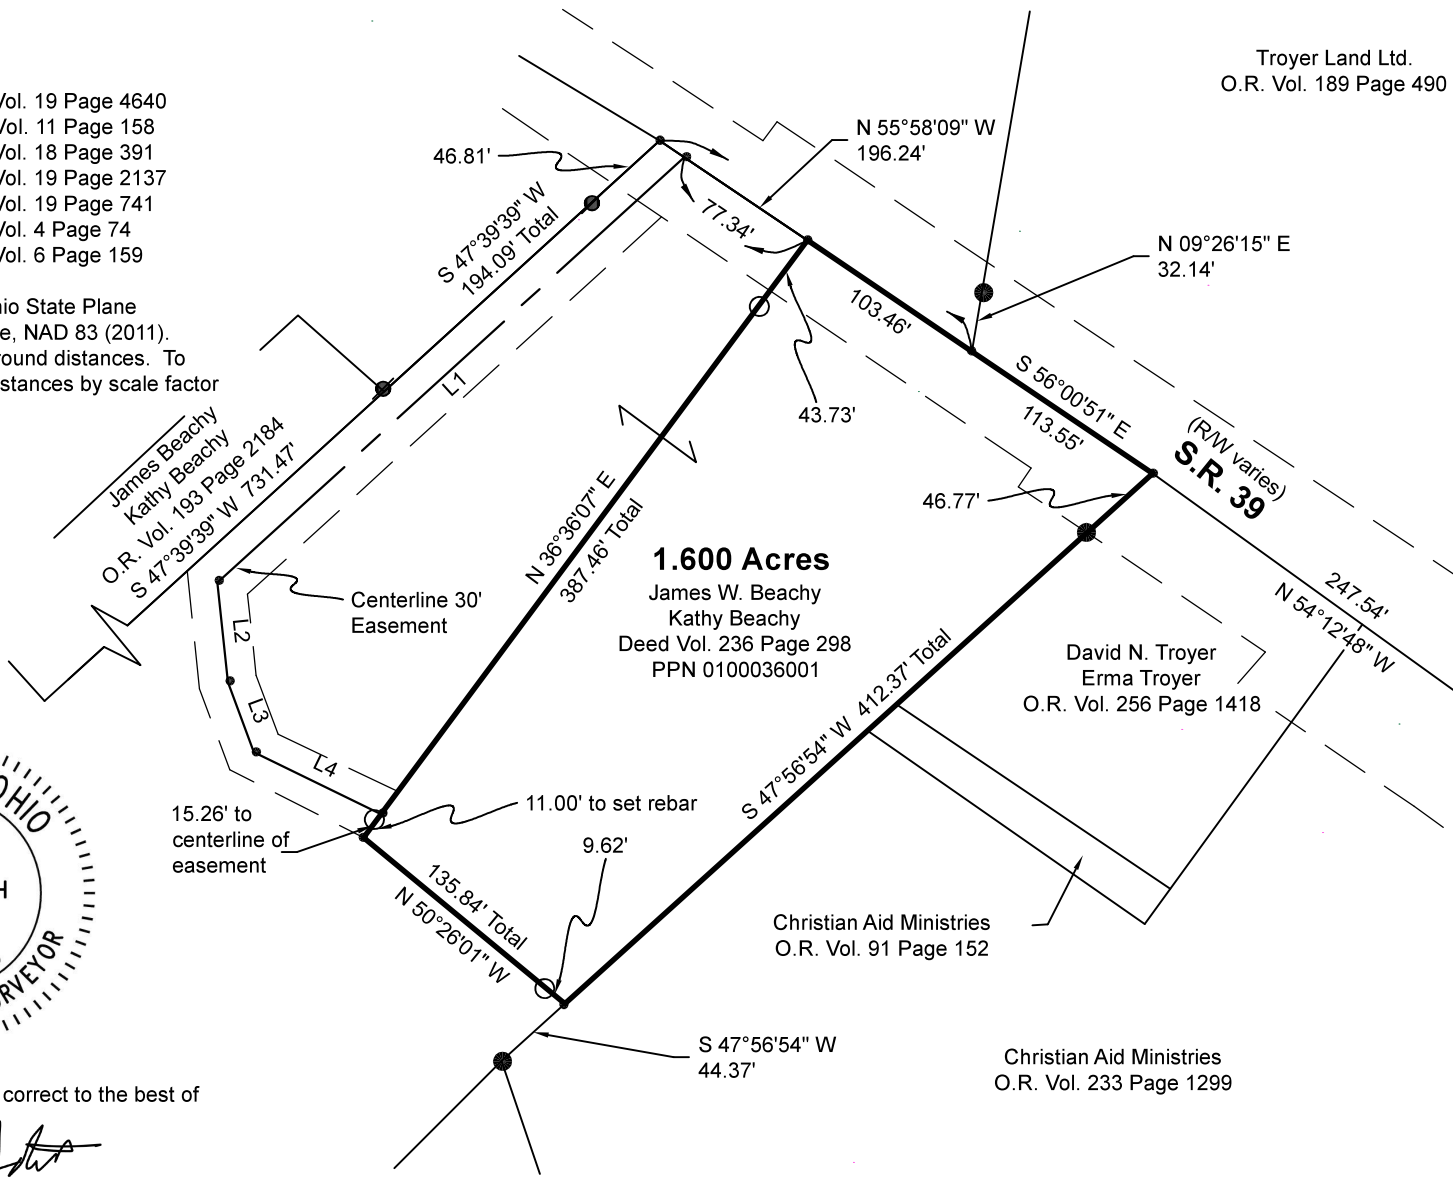 Troyer Land Ltd.
O.R. Vol. 189 Page 490
Vol. 19 Page 4640
Vol. 11 Page 158
Vol. 18 Page 391
Vol. 19 Page 2137
Vol. 19 Page 741
Vol. 4 Page 74
Vol. 6 Page 159
hio State Plane
e, NAD 83 (2011).
round distances. To
stances by scale factor
46.81'
N 55°58'09" W
196.24'
S 47°39'39" W
194.09' Total
77.34'
N 09°26'15" E
32.14'
103.46'
43.73'
S 56°00'51" E
113.55'
(R/W varies)
S.R. 39
L1
James Beachy
Kathy Beachy
O.R. Vol. 193 Page 2184
S 47°39'39" W 731.47'
46.77'
N 36°36'07" E
387.46' Total
1.600 Acres
James W. Beachy
Kathy Beachy
Deed Vol. 236 Page 298
PPN 0100036001
Centerline 30'
Easement
247.54'
N 54°12'48" W
L2
L3
L4
David N. Troyer
Erma Troyer
O.R. Vol. 256 Page 1418
S 47°56'54" W 412.37' Total
15.26' to
centerline of
easement
11.00' to set rebar
9.62'
135.84' Total
N 50°26'01" W
Christian Aid Ministries
O.R. Vol. 91 Page 152
OHIO
H
RVEYOR
S 47°56'54" W
44.37'
Christian Aid Ministries
O.R. Vol. 233 Page 1299
correct to the best of